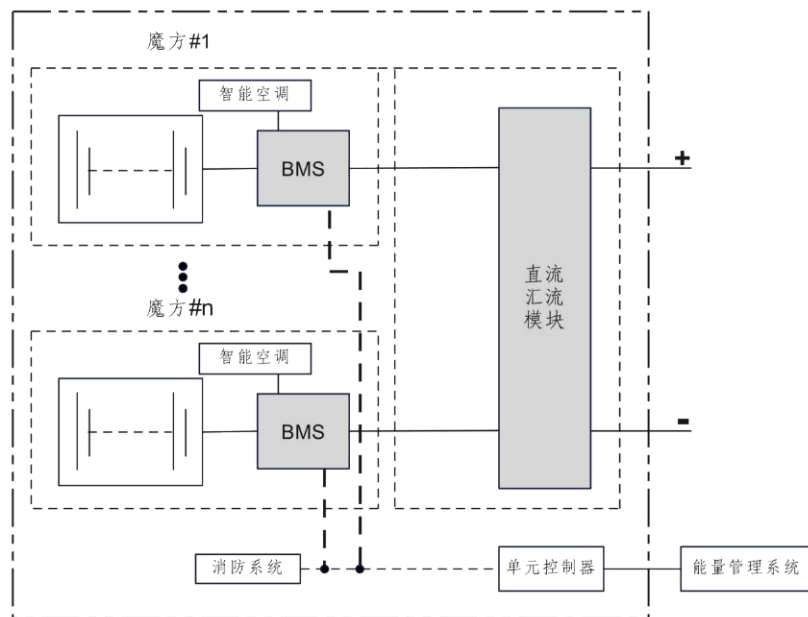 魔方#1
智能空调
BMS
+
直流
汇流
模块
魔方#n
智能空调
BMS
-
消防系统
单元控制器
能量管理系统